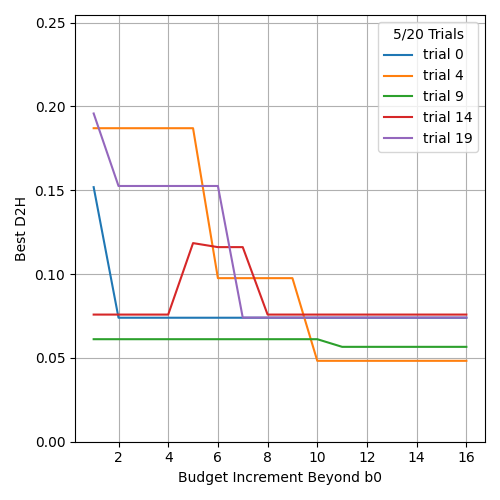 5/20 Trials
trial 0
trial 4
trial 9
trial 14
trial 19
0.25
0.20
0.15
0.10
0.05
0.00
Best D2H
2 4 6 8 10 12 14 16
Budget Increment Beyond b0